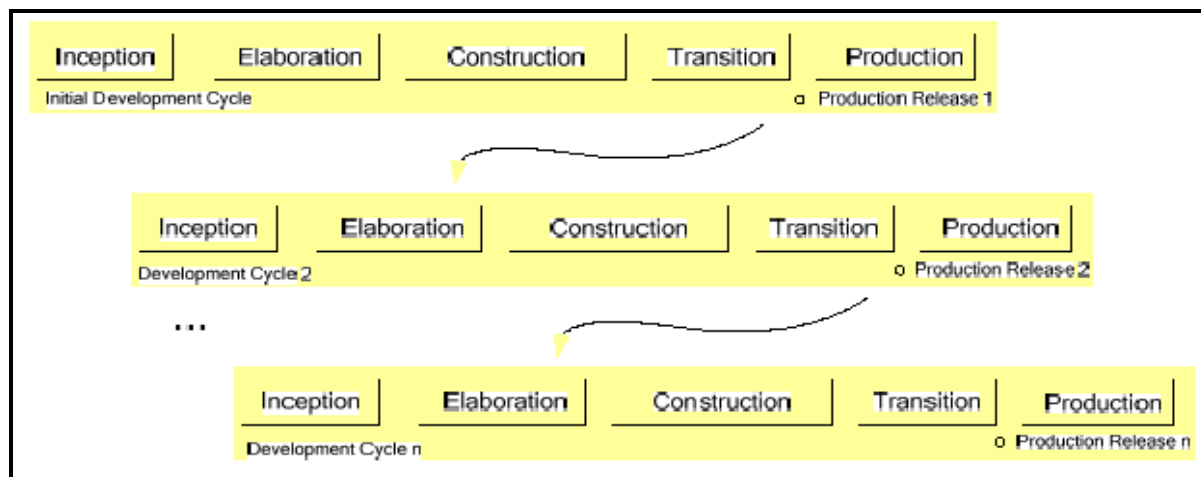 Inception Elaboration Construction Transition Production
Initial Development Cycle o Production Release 1
Inception Elaboration Construction Transition Production
Development Cycle 2 o Production Release 2
...
Inception Elaboration Construction Transition Production
Development Cycle n o Production Release n